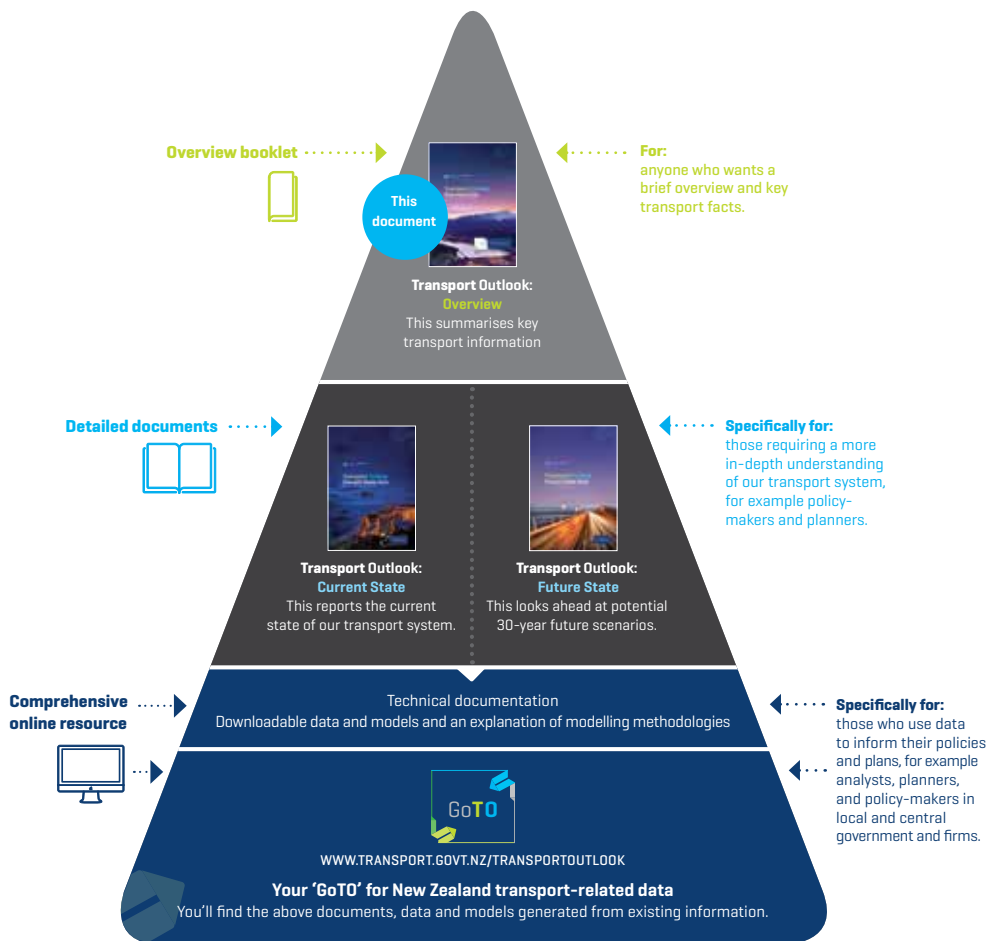 Overview booklet
For:
anyone who wants a
brief overview and key
transport facts.
This
document
Transport Outlook:
Overview
This summarises key
transport information
Detailed documents
Specifically for:
those requiring a more
in-depth understanding
of our transport system,
for example policy-
makers and planners.
Transport Outlook:
Current State
This reports the current
state of our transport system.
Transport Outlook:
Future State
This looks ahead at potential
30-year future scenarios.
Comprehensive
online resource
Technical documentation
Downloadable data and models and an explanation of modelling methodologies
Specifically for:
those who use data
to inform their policies
and plans, for example
analysts, planners,
and policy-makers in
local and central
government and firms.
GoTO
WWW.TRANSPORT.GOVT.NZ/TRANSPORTOUTLOOK
Your ‘GoTO’ for New Zealand transport-related data
You’ll find the above documents, data and models generated from existing information.